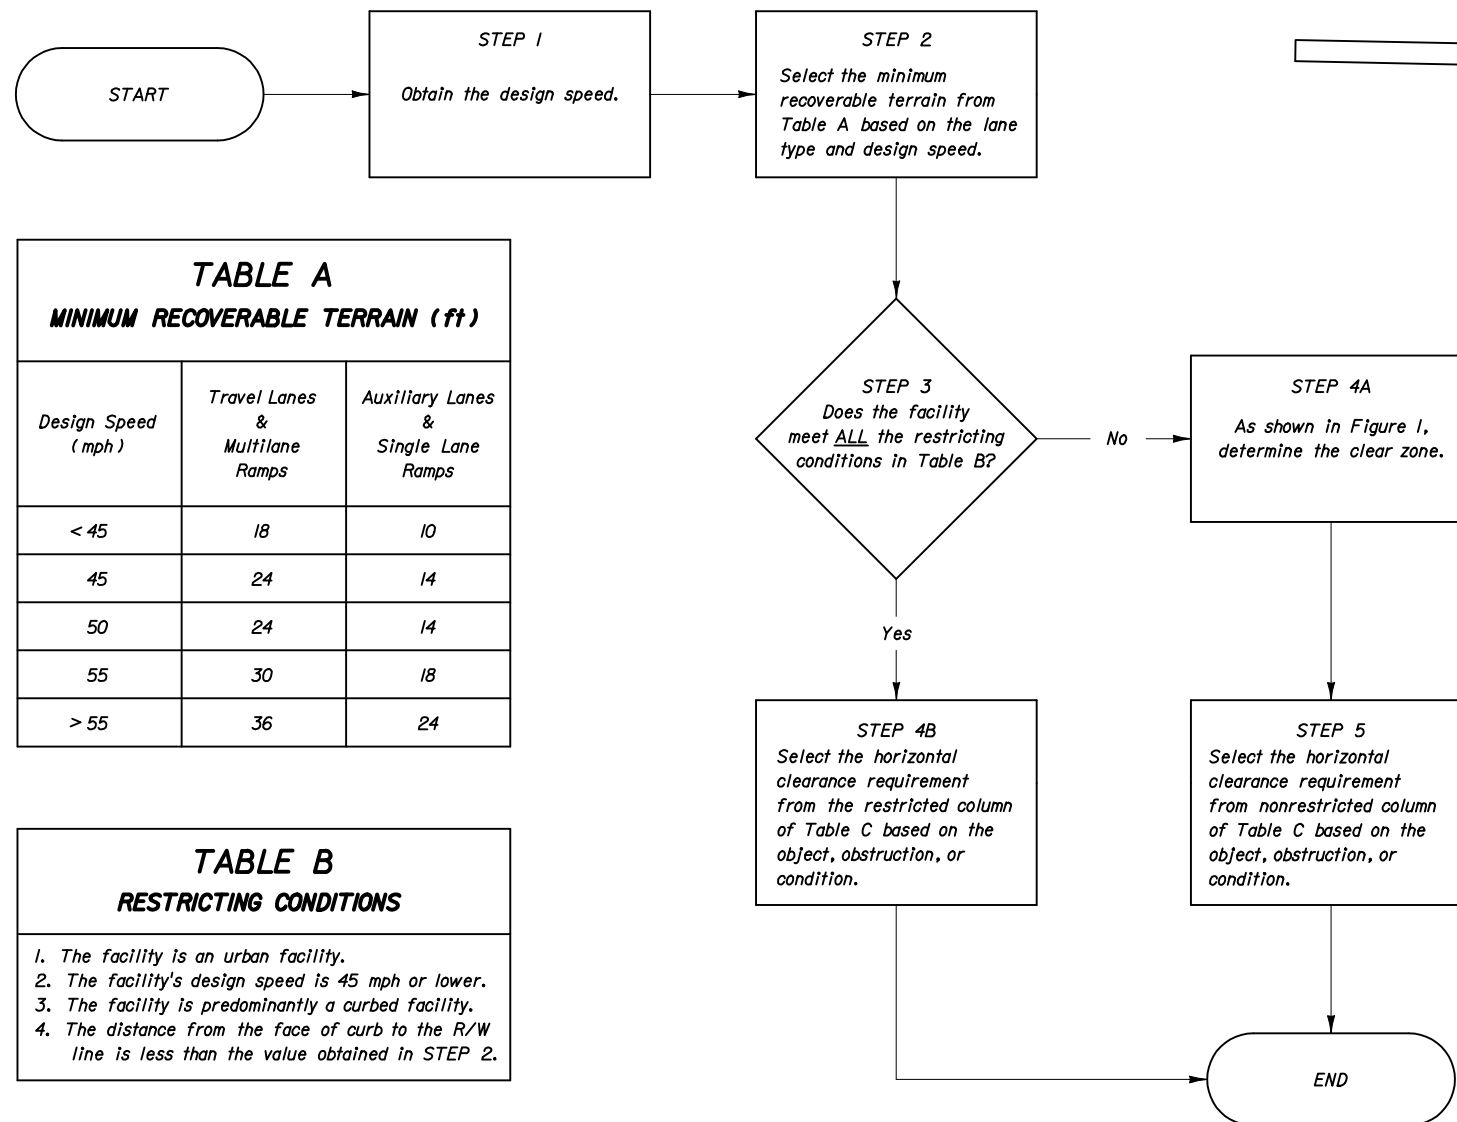 START
STEP 1
Obtain the design speed.
STEP 2
Select the minimum
recoverable terrain from
Table A based on the lane
type and design speed.
STEP 3
Does the facility
meet ALL the restricting
conditions in Table B?
No
Yes
STEP 4A
As shown in Figure 1,
determine the clear zone.
STEP 4B
Select the horizontal
clearance requirement
from the restricted column
of Table C based on the
object, obstruction, or
condition.
STEP 5
Select the horizontal
clearance requirement
from nonrestricted column
of Table C based on the
object, obstruction, or
condition.
END
TABLE A
MINIMUM RECOVERABLE TERRAIN (ft)
Design Speed
(mph)
Travel Lanes
&
Multilane
Ramps
Auxiliary Lanes
&
Single Lane
Ramps
< 45 18 10
45 24 14
50 24 14
55 30 18
> 55 36 24
TABLE B
RESTRICTING CONDITIONS
1. The facility is an urban facility.
2. The facility's design speed is 45 mph or lower.
3. The facility is predominantly a curbed facility.
4. The distance from the face of curb to the R/W
line is less than the value obtained in STEP 2.